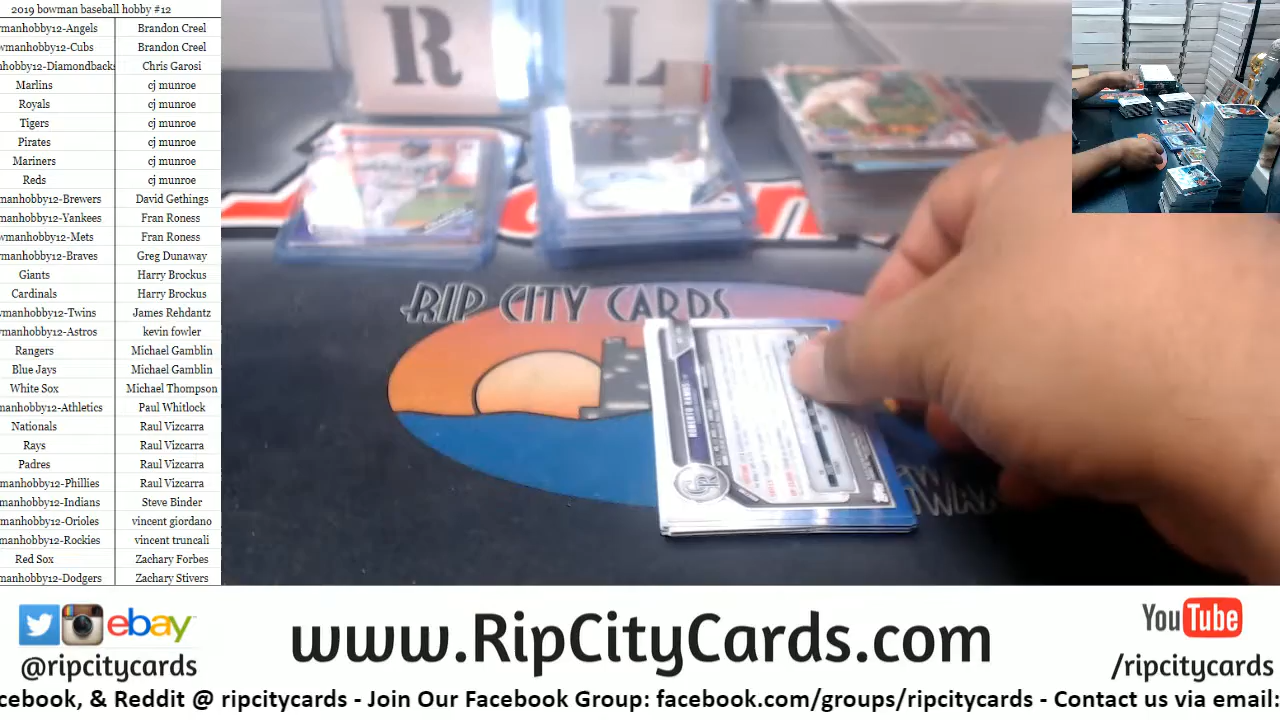 2019 bowman baseball hobby #12
wmanhobby12-Angels Brandon Creel
wmanhobby12-Cubs Brandon Creel
nhobby12-Diamondbacks Chris Garosi
Marlins cj munroe
Royals cj munroe
Tigers cj munroe
Pirates cj munroe
Mariners cj munroe
Reds cj munroe
manhobby12-Brewers David Gethings
manhobby12-Yankees Fran Roness
wmanhobby12-Mets Fran Roness
manhobby12-Braves Greg Dunaway
Giants Harry Brockus
Cardinals Harry Brockus
wmanhobby12-Twins James Rehdantz
manhobby12-Astros kevin fowler
Rangers Michael Gamblin
Blue Jays Michael Gamblin
White Sox Michael Thompson
manhobby12-Athletics Paul Whitlock
Nationals Raul Vizcarra
Rays Raul Vizcarra
Padres Raul Vizcarra
manhobby12-Phillies Raul Vizcarra
manhobby12-Indians Steve Binder
manhobby12-Orioles vincent giordano
manhobby12-Rockies vincent truncali
Red Sox Zachary Forbes
manhobby12-Dodgers Zachary Stivers
R L
RIP CITY CARDS
ROBERTO RAMOS
CR
ebay
@ripcitycards
www.RipCityCards.com
YouTube
/ripcitycards
cebook, & Reddit @ ripcitycards - Join Our Facebook Group: facebook.com/groups/ripcitycards - Contact us via email: